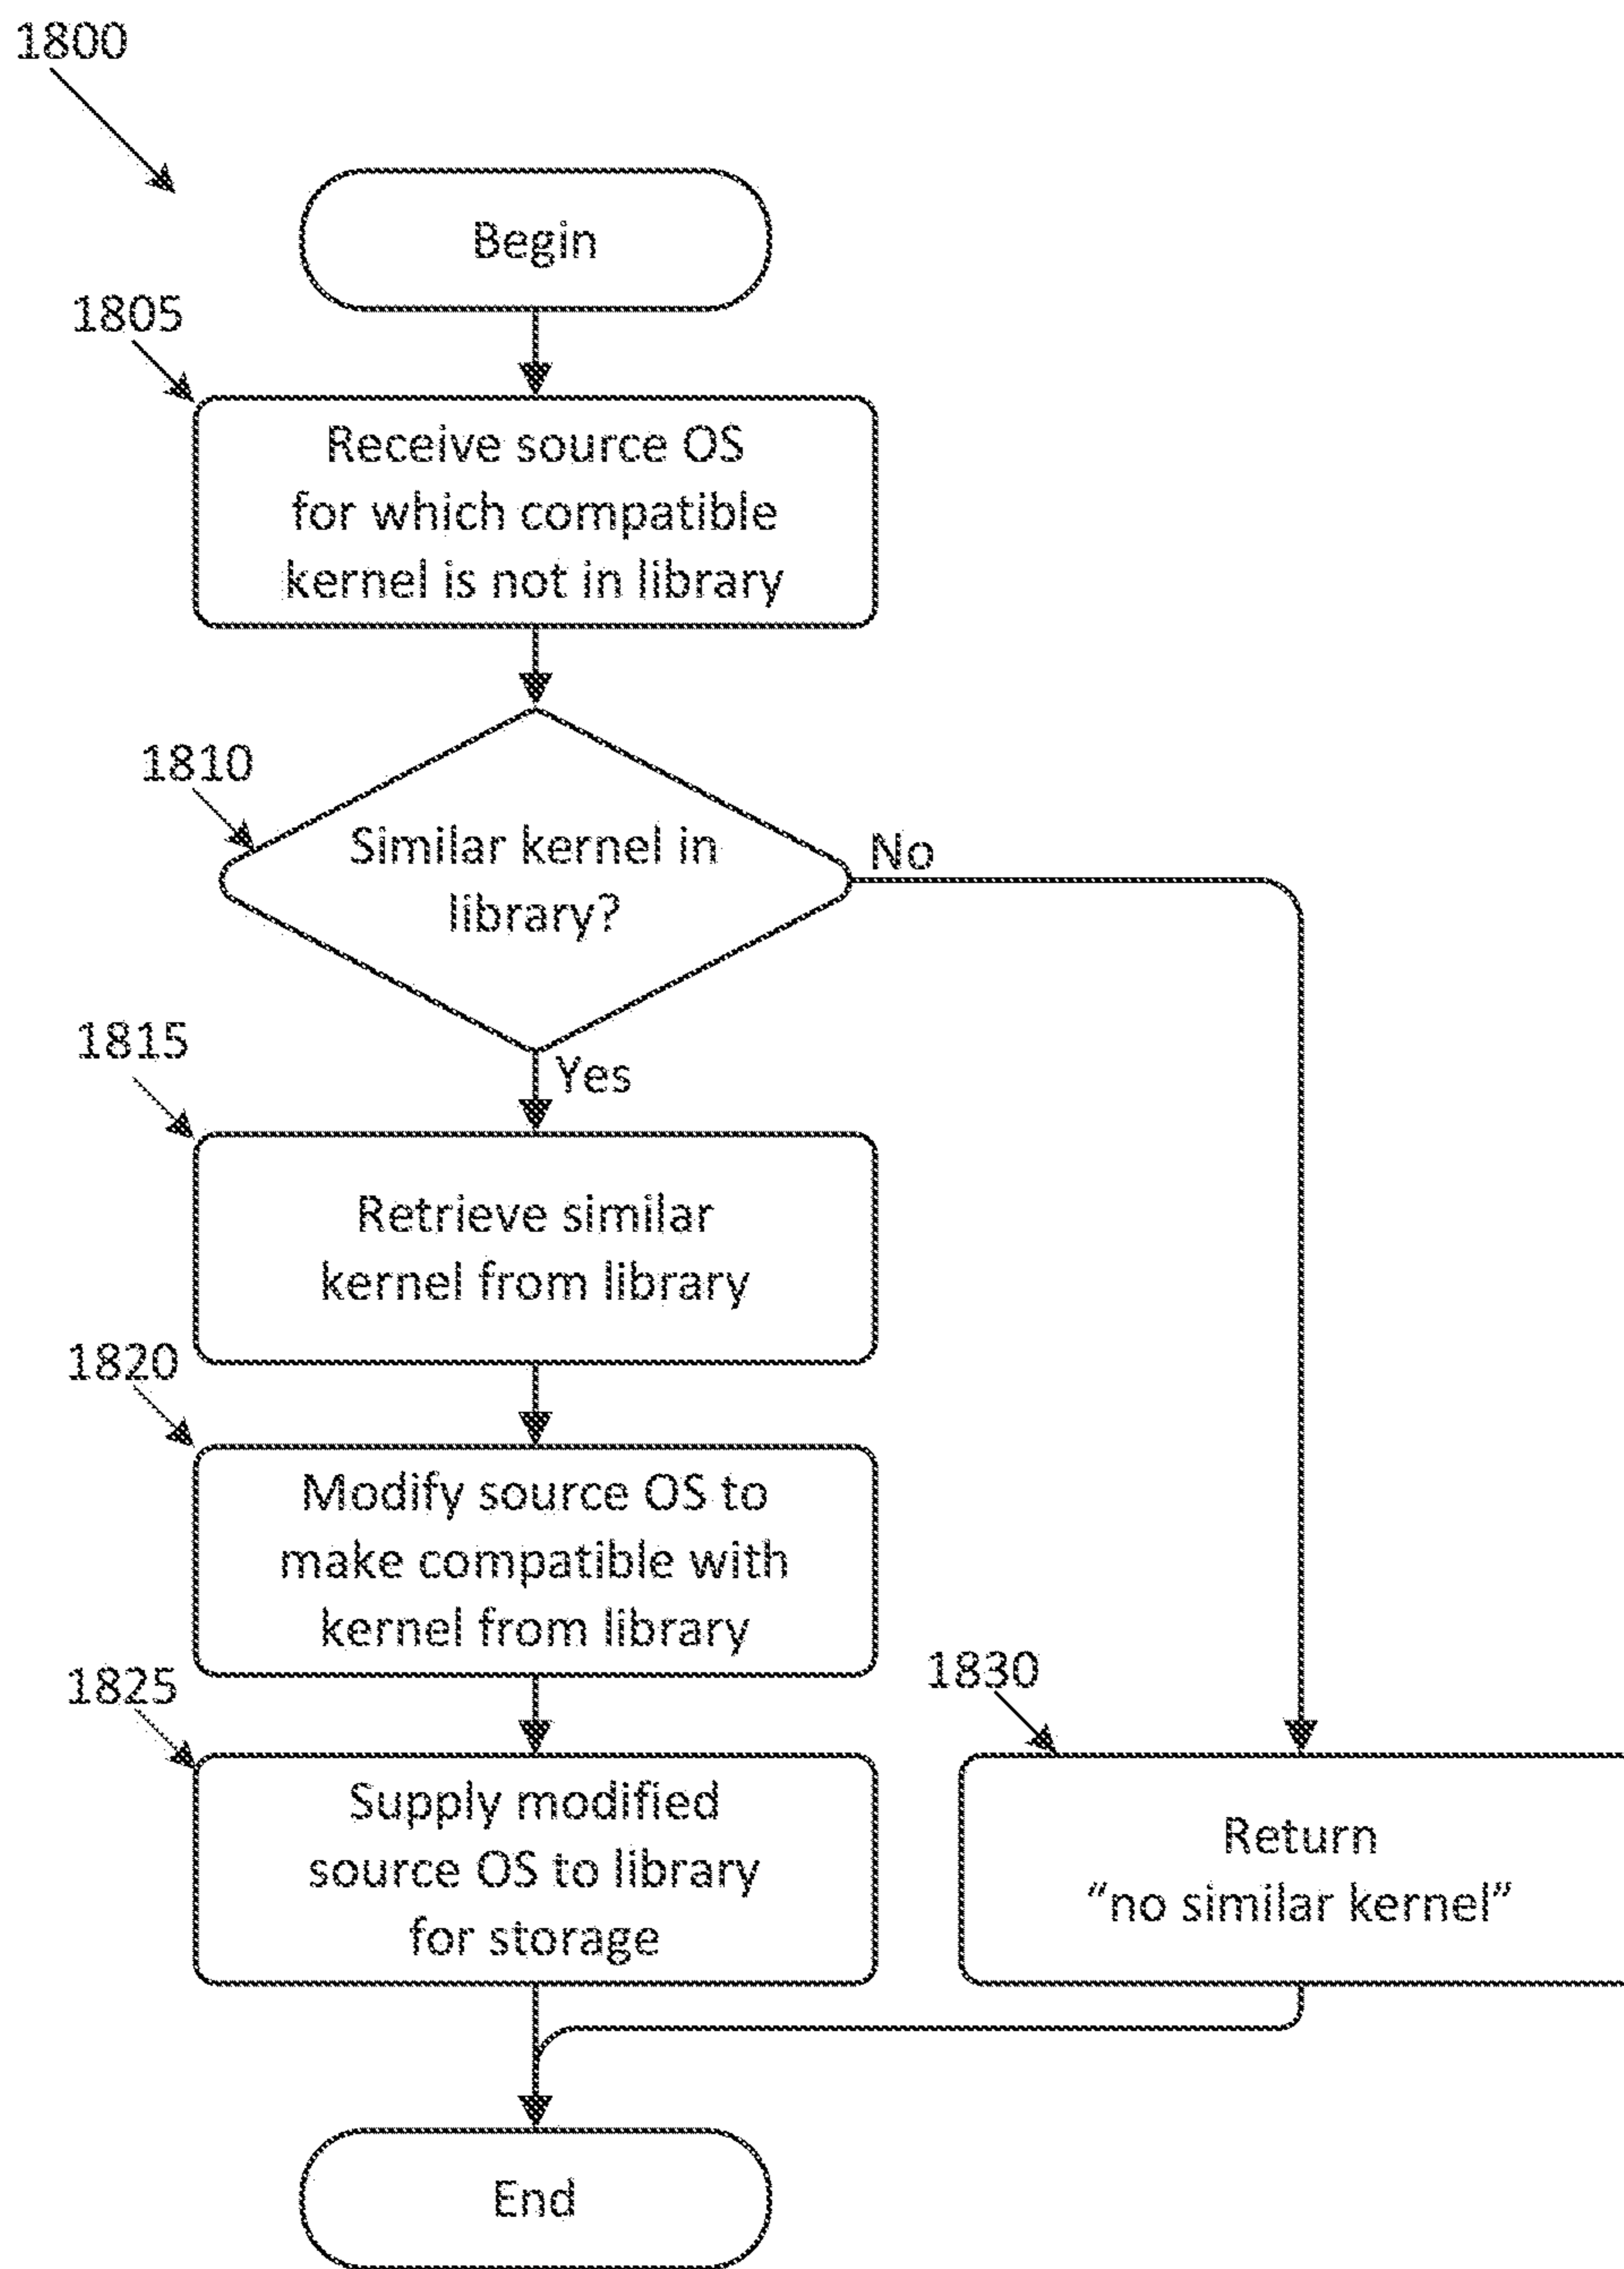 1800
Begin
1805
Receive source OS
for which compatible
kernel is not in library
1810
Similar kernel in
library?
No
Yes
1815
Retrieve similar
kernel from library
1820
Modify source OS to
make compatible with
kernel from library
1825
Supply modified
source OS to library
for storage
1830
Return
“no similar kernel”
End